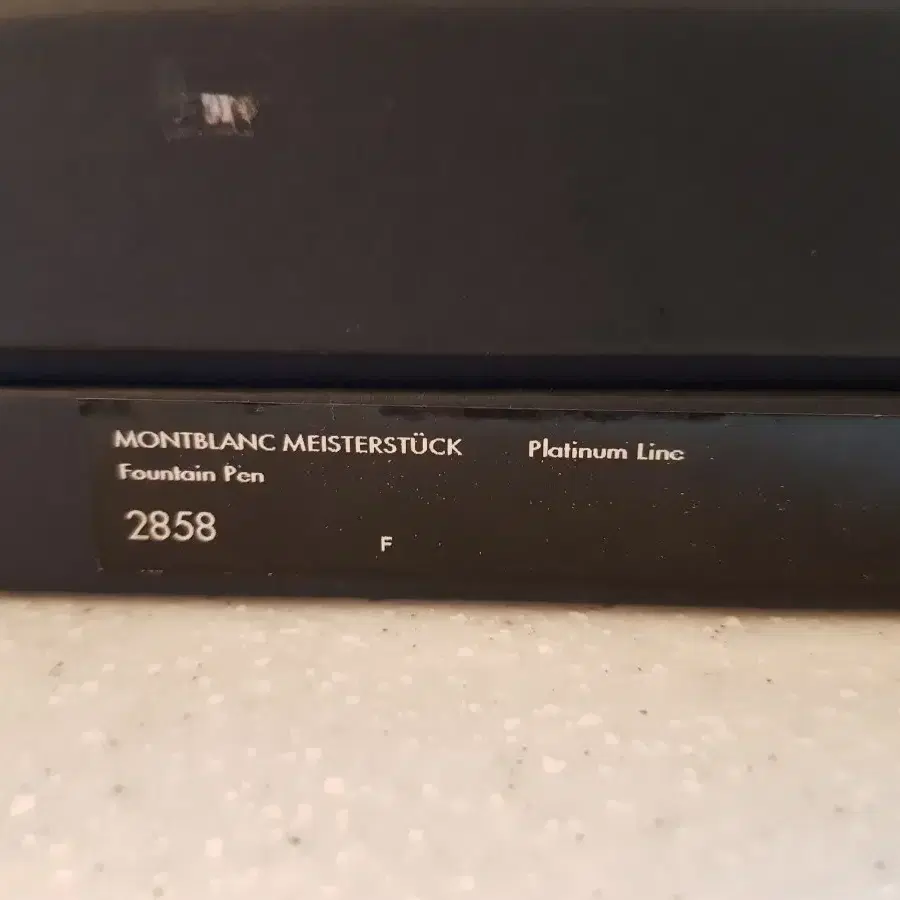 MONTBLANC MEISTERSTÜCK Platinum Line
Fountain Pen
2858 F